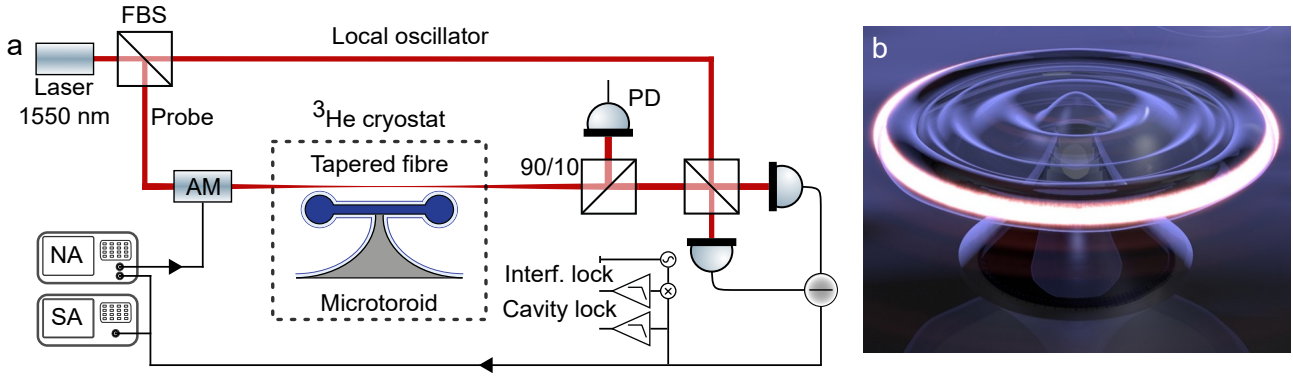 a
FBS
Local oscillator
Laser
1550 nm
Probe
³He cryostat
PD
Tapered fibre
90/10
AM
NA
Interf. lock
Cavity lock
Microtoroid
SA
b